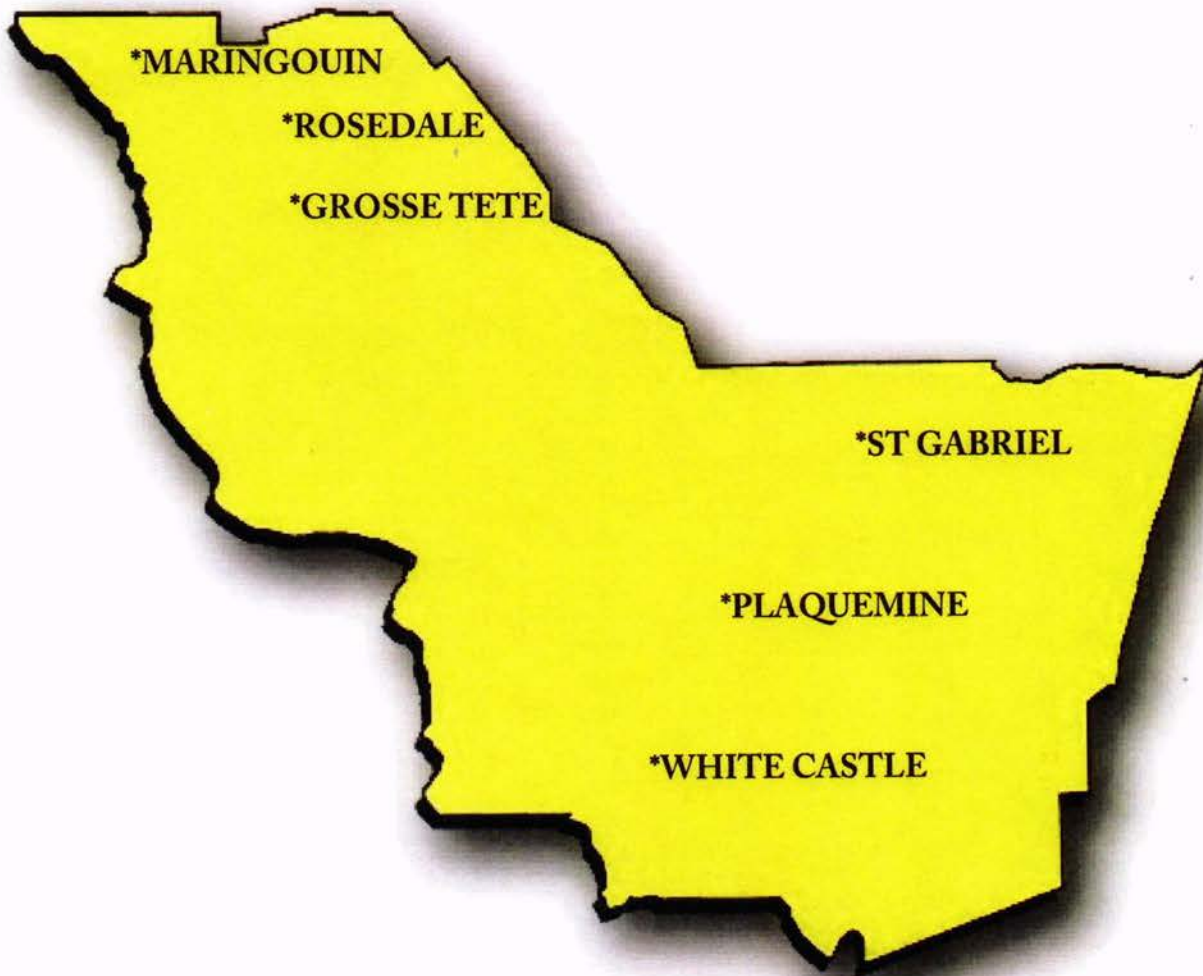 *MARINGOUIN
*ROSEDALE
*GROSSE TETE
*ST GABRIEL
*PLAQUEMINE
*WHITE CASTLE